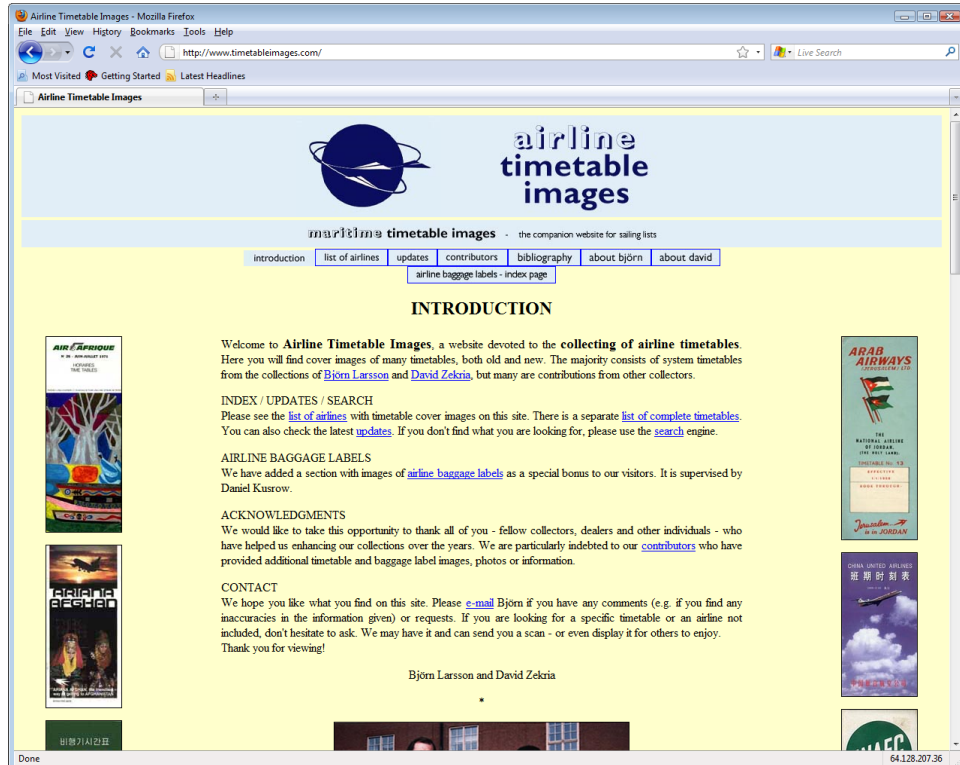 Airline Timetable Images - Mozilla Firefox
File Edit View History Bookmarks Tools Help
http://www.timetableimages.com/
Live Search
Most Visited Getting Started Latest Headlines
Airline Timetable Images
airline
timetable
images
maritime timetable images - the companion website for sailing lists
introduction list of airlines updates contributors bibliography about björn about david
airline baggage labels - index page
INTRODUCTION
Welcome to Airline Timetable Images, a website devoted to the collecting of airline timetables.
Here you will find cover images of many timetables, both old and new. The majority consists of system timetables
from the collections of Björn Larsson and David Zekria, but many are contributions from other collectors.
INDEX / UPDATES / SEARCH
Please see the list of airlines with timetable cover images on this site. There is a separate list of complete timetables.
You can also check the latest updates. If you don't find what you are looking for, please use the search engine.
AIRLINE BAGGAGE LABELS
We have added a section with images of airline baggage labels as a special bonus to our visitors. It is supervised by
Daniel Kusrow.
ACKNOWLEDGMENTS
We would like to take this opportunity to thank all of you - fellow collectors, dealers and other individuals - who
have helped us enhancing our collections over the years. We are particularly indebted to our contributors who have
provided additional timetable and baggage label images, photos or information.
CONTACT
We hope you like what you find on this site. Please e-mail Björn if you have any comments (e.g. if you find any
inaccuracies in the information given) or requests. If you are looking for a specific timetable or an airline not
included, don't hesitate to ask. We may have it and can send you a scan - or even display it for others to enjoy.
Thank you for viewing!
Björn Larsson and David Zekria
*
AIR AFRIQUE
HORAIRES
TIME TABLES
ARIANA
AFGHAN
비행기시간표
ARAB
AIRWAYS
(JERUSALEM) LTD.
THE
NATIONAL AIRLINE
OF JORDAN
(THE HOLY LAND)
TIMETABLE No. 13
EFFECTIVE
Jerusalem
is in JORDAN
CHINA UNITED AIRLINES
班期时刻表
Done
64.128.207.36